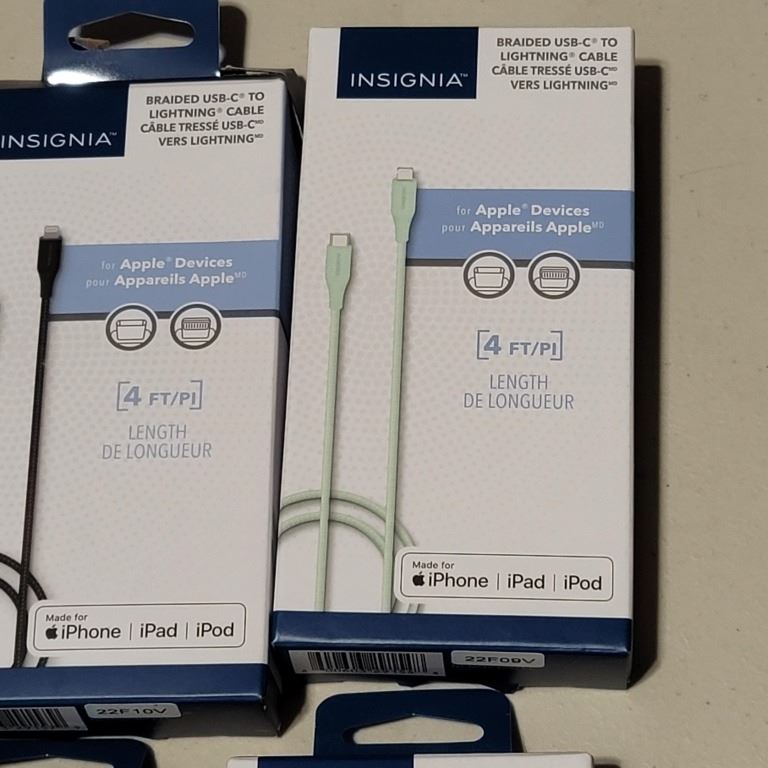 INSIGNIA™
BRAIDED USB-C® TO
LIGHTNING® CABLE
CÂBLE TRESSÉ USB-Cᴹᴰ
VERS LIGHTNINGᴹᴰ
for Apple® Devices
pour Appareils Appleᴹᴰ
[4 FT/PI]
LENGTH
DE LONGUEUR
Made for
iPhone | iPad | iPod
22F10V
INSIGNIA™
BRAIDED USB-C® TO
LIGHTNING® CABLE
CÂBLE TRESSÉ USB-Cᴹᴰ
VERS LIGHTNINGᴹᴰ
for Apple® Devices
pour Appareils Appleᴹᴰ
[4 FT/PI]
LENGTH
DE LONGUEUR
Made for
iPhone | iPad | iPod
22F09V